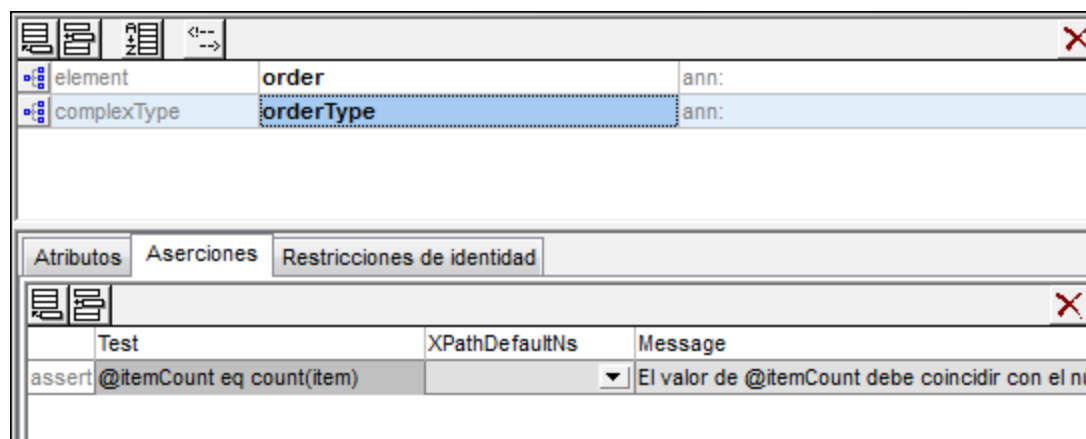 element order ann:
complexType orderType ann:
Atributos Aserciones Restricciones de identidad
Test XPathDefaultNs Message
assert @itemCount eq count(item) El valor de @itemCount debe coincidir con el